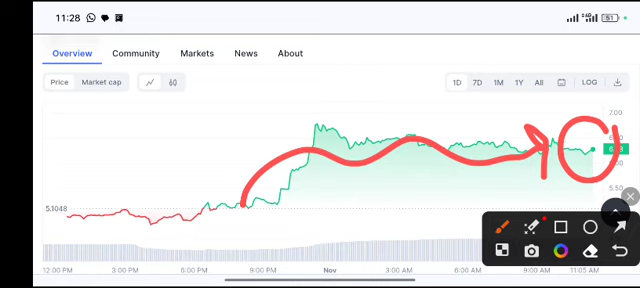 11:28
51
Overview Community Markets News About
Price Market cap 1D 7D 1M 1Y All LOG
7.00
5.50
5.1048
12:00 PM 3:00 PM 6:00 PM 9:00 PM Nov 3:00 AM 6:00 AM 9:00 AM 11:05 AM